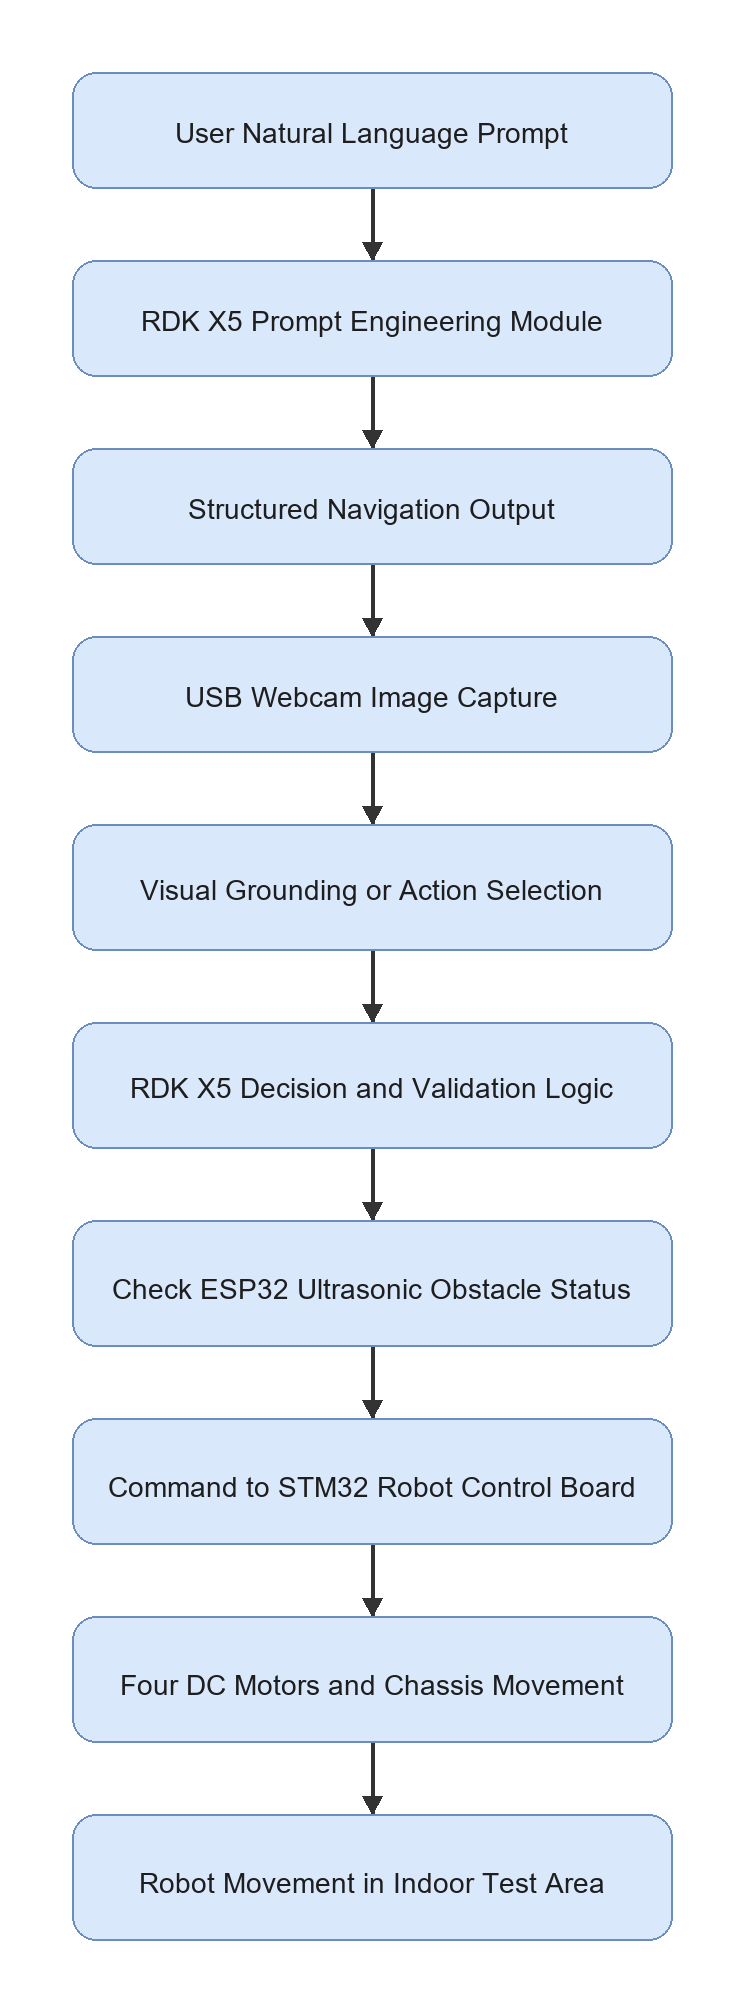 User Natural Language Prompt
RDK X5 Prompt Engineering Module
Structured Navigation Output
USB Webcam Image Capture
Visual Grounding or Action Selection
RDK X5 Decision and Validation Logic
Check ESP32 Ultrasonic Obstacle Status
Command to STM32 Robot Control Board
Four DC Motors and Chassis Movement
Robot Movement in Indoor Test Area